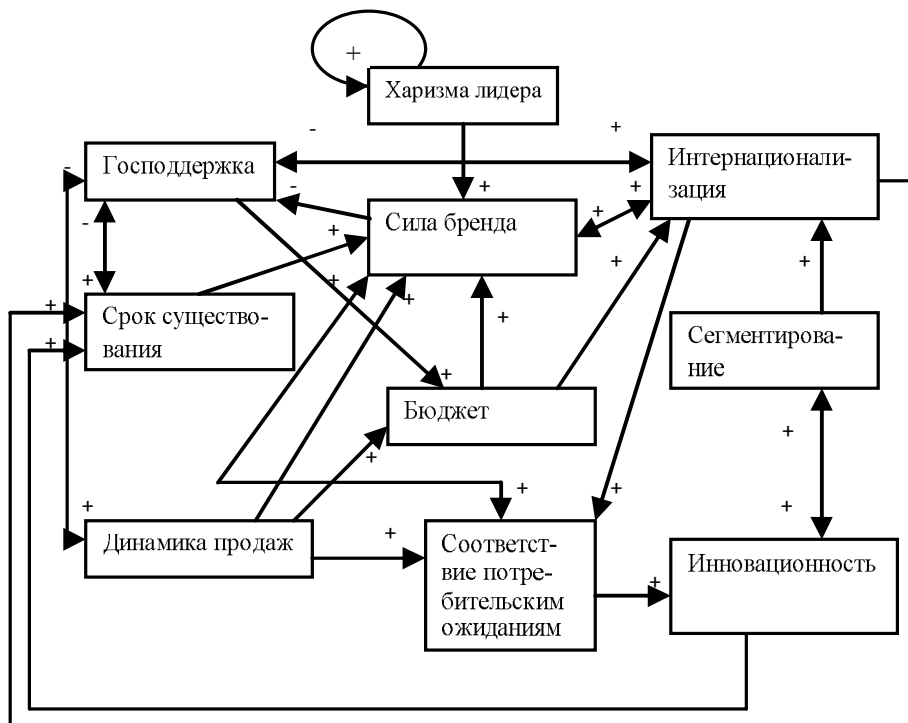 +
Харизма лидера
-
+
Господдержка
Интернационали-
зация
-
-
+
+
+
Сила бренда
-
+
+
+
+
+
+
+
Срок существо-
вания
+
+
+
Сегментирова-
ние
+
Бюджет
+
+
+
+
+
+
+
Динамика продаж
+
Соответст-
вие потре-
бительским
ожиданиям
Инновационность
+